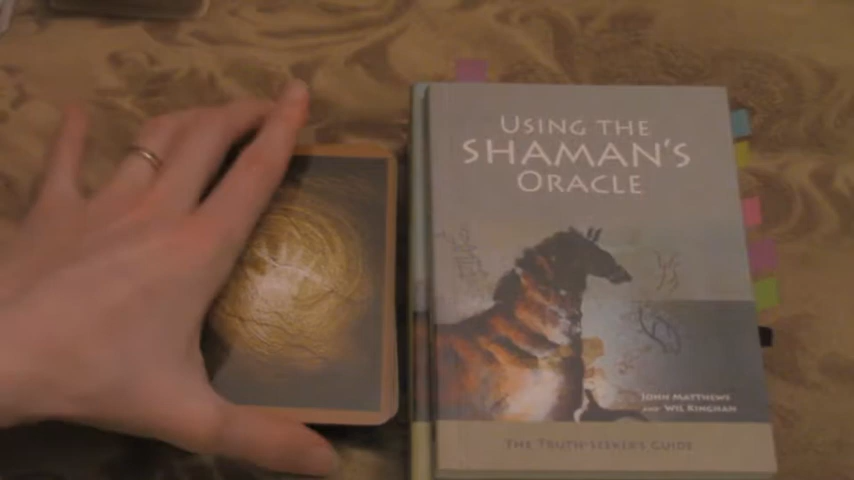 USING THE
SHAMAN'S
ORACLE
JOHN MATTHEWS
AND WIL KINGHAN
THE TRUTH-SEEKER'S GUIDE